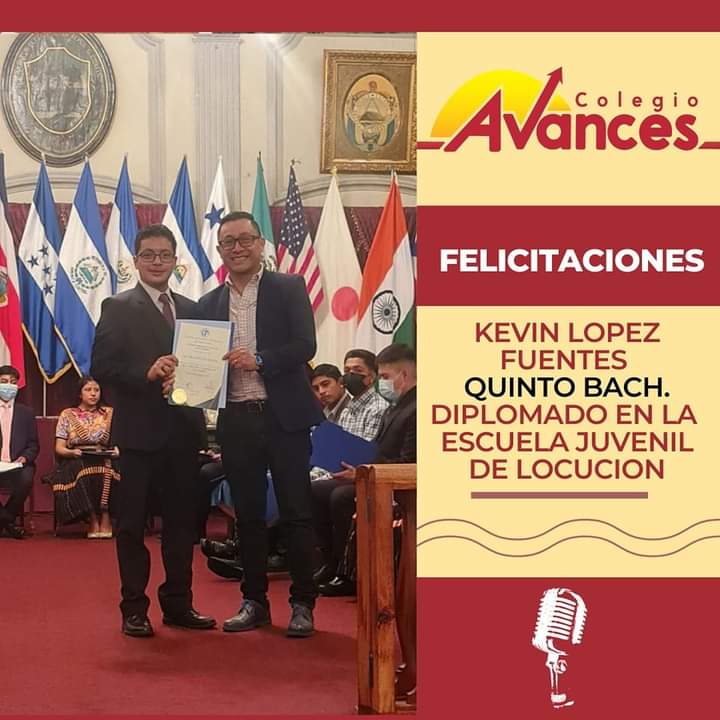 Colegio
Avances
FELICITACIONES
KEVIN LOPEZ
FUENTES
QUINTO BACH.
DIPLOMADO EN LA
ESCUELA JUVENIL
DE LOCUCION